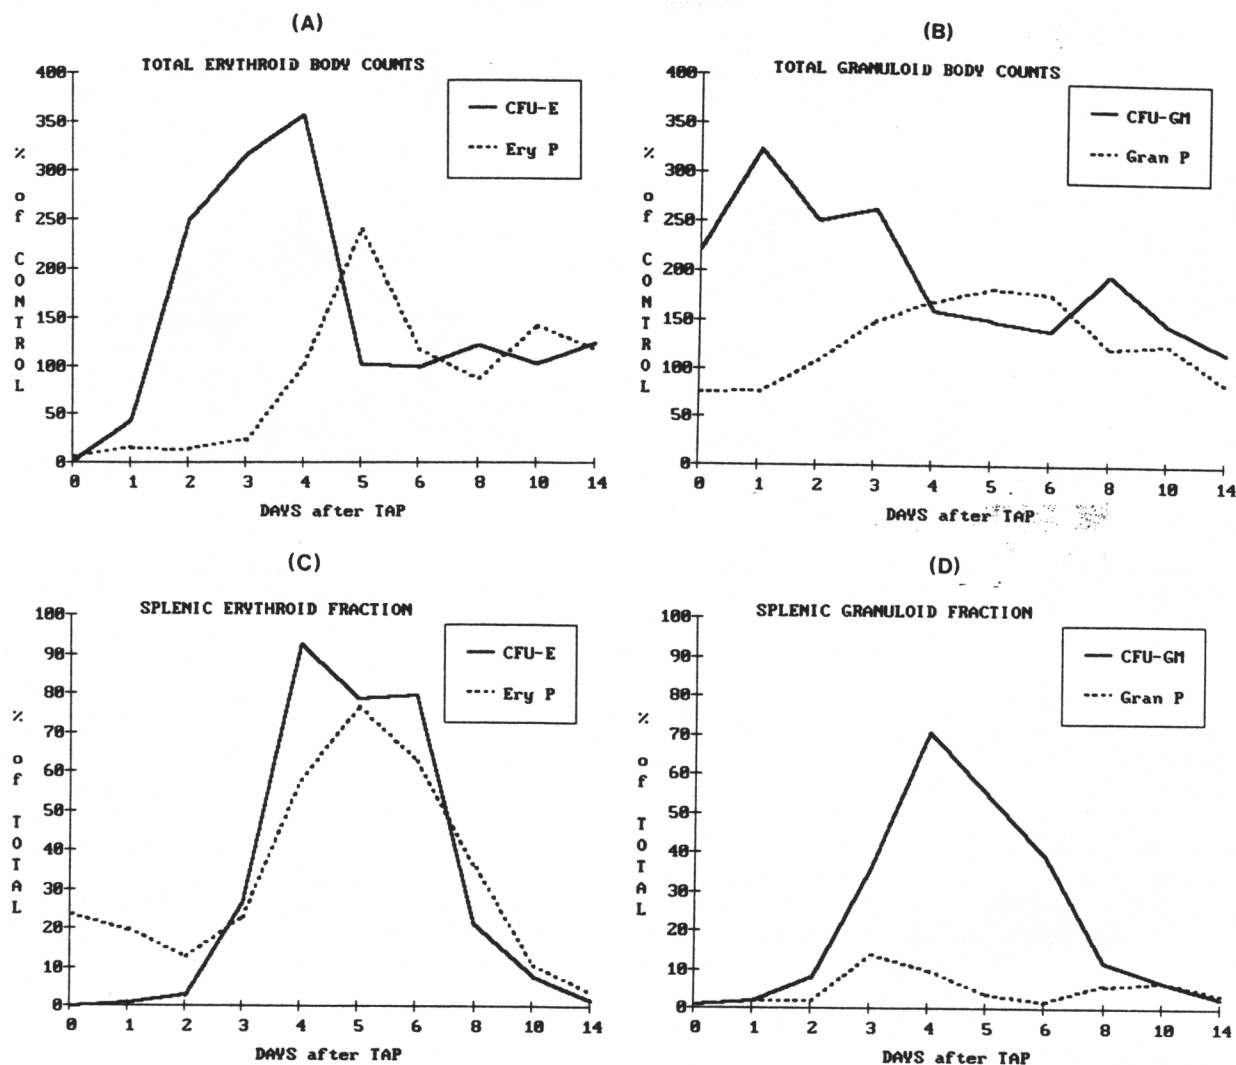 (A)
TOTAL ERYTHROID BODY COUNTS
400
350
300
250
200
150
100
50
0
% of CONTROL
CFU-E
Ery P
0 1 2 3 4 5 6 8 10 14
DAYS after TAP
(B)
TOTAL GRANULOID BODY COUNTS
400
350
300
250
200
150
100
50
0
% of CONTROL
CFU-GM
Gran P
0 1 2 3 4 5 6 8 10 14
DAYS after TAP
(C)
SPLENIC ERYTHROID FRACTION
100
90
80
70
60
50
40
30
20
10
0
% of TOTAL
CFU-E
Ery P
0 1 2 3 4 5 6 8 10 14
DAYS after TAP
(D)
SPLENIC GRANULOID FRACTION
100
90
80
70
60
50
40
30
20
10
0
% of TOTAL
CFU-GM
Gran P
0 1 2 3 4 5 6 8 10 14
DAYS after TAP